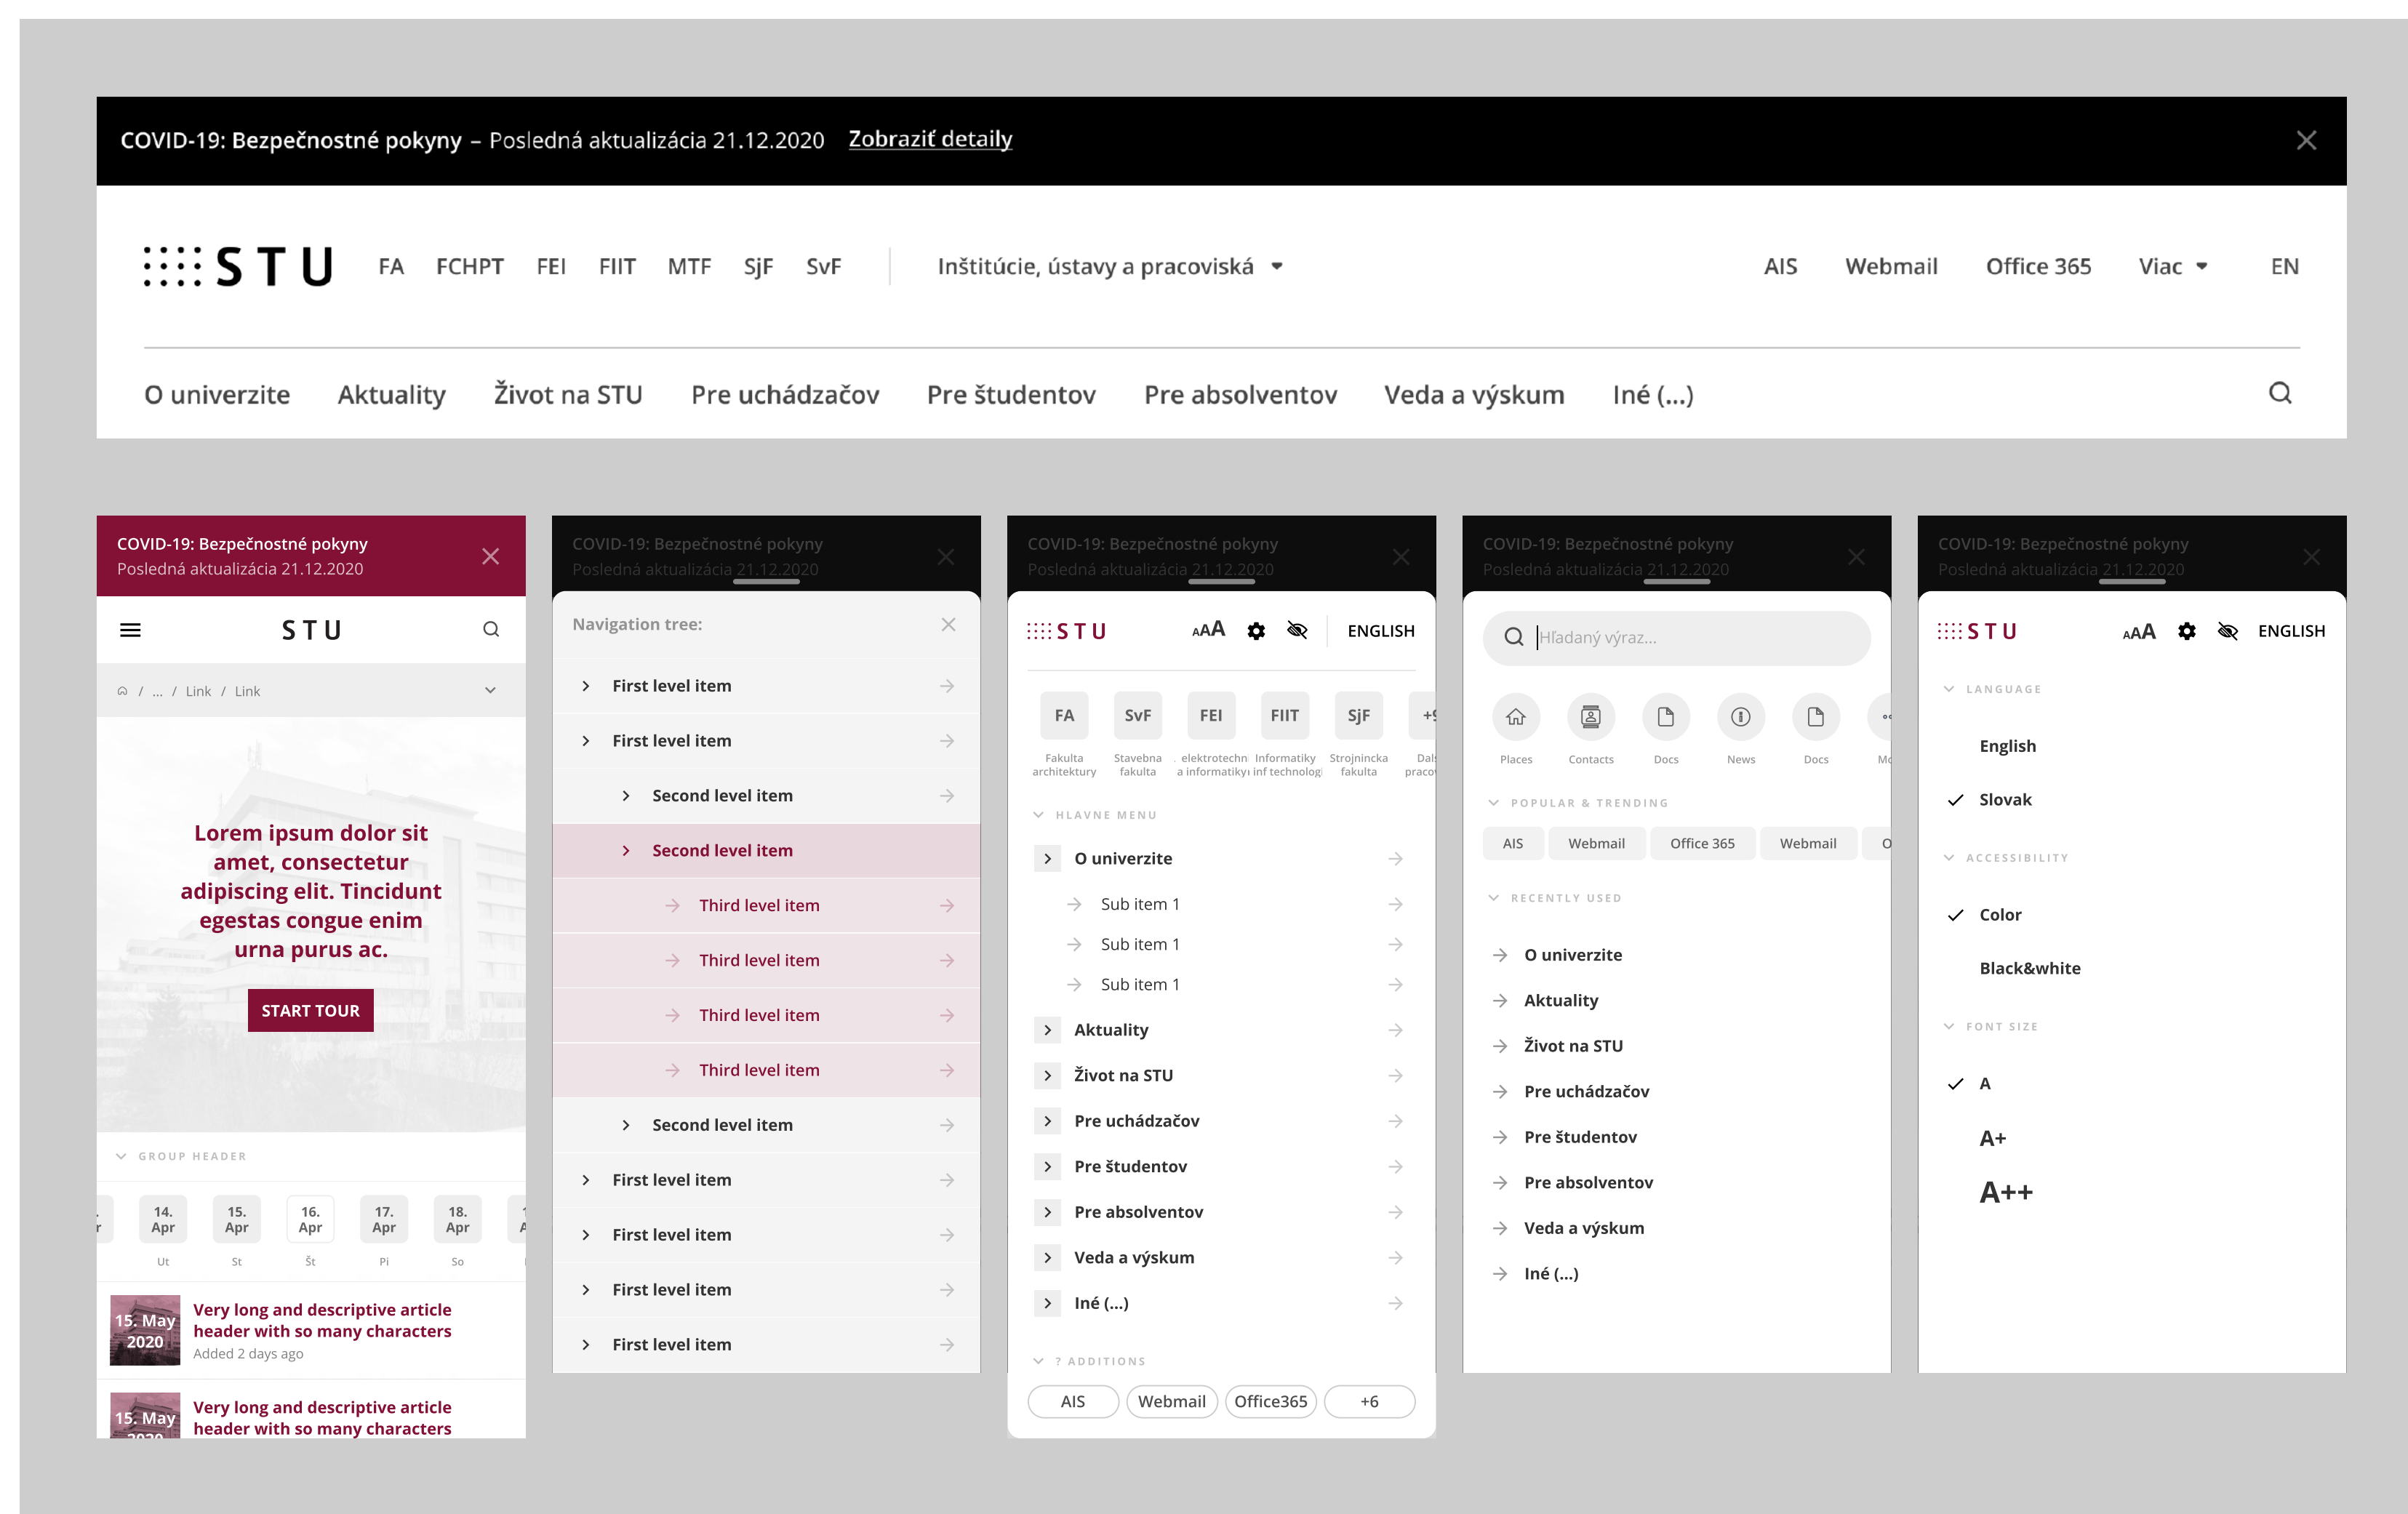 COVID-19: Bezpečnostné pokyny – Posledná aktualizácia 21.12.2020 Zobraziť detaily
STU FA FCHPT FEI FIIT MTF SjF SvF Inštitúcie, ústavy a pracoviská AIS Webmail Office 365 Viac EN
O univerzite Aktuality Život na STU Pre uchádzačov Pre študentov Pre absolventov Veda a výskum Iné (...)
COVID-19: Bezpečnostné pokyny
Posledná aktualizácia 21.12.2020
STU
/ ... / Link / Link
Lorem ipsum dolor sit
amet, consectetur
adipiscing elit. Tincidunt
egestas congue enim
urna purus ac.
START TOUR
GROUP HEADER
14. Apr
Ut
15. Apr
St
16. Apr
Št
17. Apr
Pi
18. Apr
So
15. May
2020
Very long and descriptive article
header with so many characters
Added 2 days ago
15. May
2020
Very long and descriptive article
header with so many characters
COVID-19: Bezpečnostné pokyny
Posledná aktualizácia 21.12.2020
Navigation tree:
First level item
First level item
Second level item
Second level item
Third level item
Third level item
Third level item
Third level item
Second level item
First level item
First level item
First level item
First level item
COVID-19: Bezpečnostné pokyny
Posledná aktualizácia 21.12.2020
STU AAA ENGLISH
FA SvF FEI FIIT SjF
Fakulta
architektury
Stavebna
fakulta
elektrotechn
a informatiky
Informatiky
inf technolog
Strojnincka
fakulta
HLAVNE MENU
O univerzite
Sub item 1
Sub item 1
Sub item 1
Aktuality
Život na STU
Pre uchádzačov
Pre študentov
Pre absolventov
Veda a výskum
Iné (...)
? ADDITIONS
AIS Webmail Office365 +6
COVID-19: Bezpečnostné pokyny
Posledná aktualizácia 21.12.2020
Hľadaný výraz...
Places Contacts Docs News Docs
POPULAR & TRENDING
AIS Webmail Office 365 Webmail
RECENTLY USED
O univerzite
Aktuality
Život na STU
Pre uchádzačov
Pre študentov
Pre absolventov
Veda a výskum
Iné (...)
COVID-19: Bezpečnostné pokyny
Posledná aktualizácia 21.12.2020
STU AAA ENGLISH
LANGUAGE
English
Slovak
ACCESSIBILITY
Color
Black&white
FONT SIZE
A
A+
A++